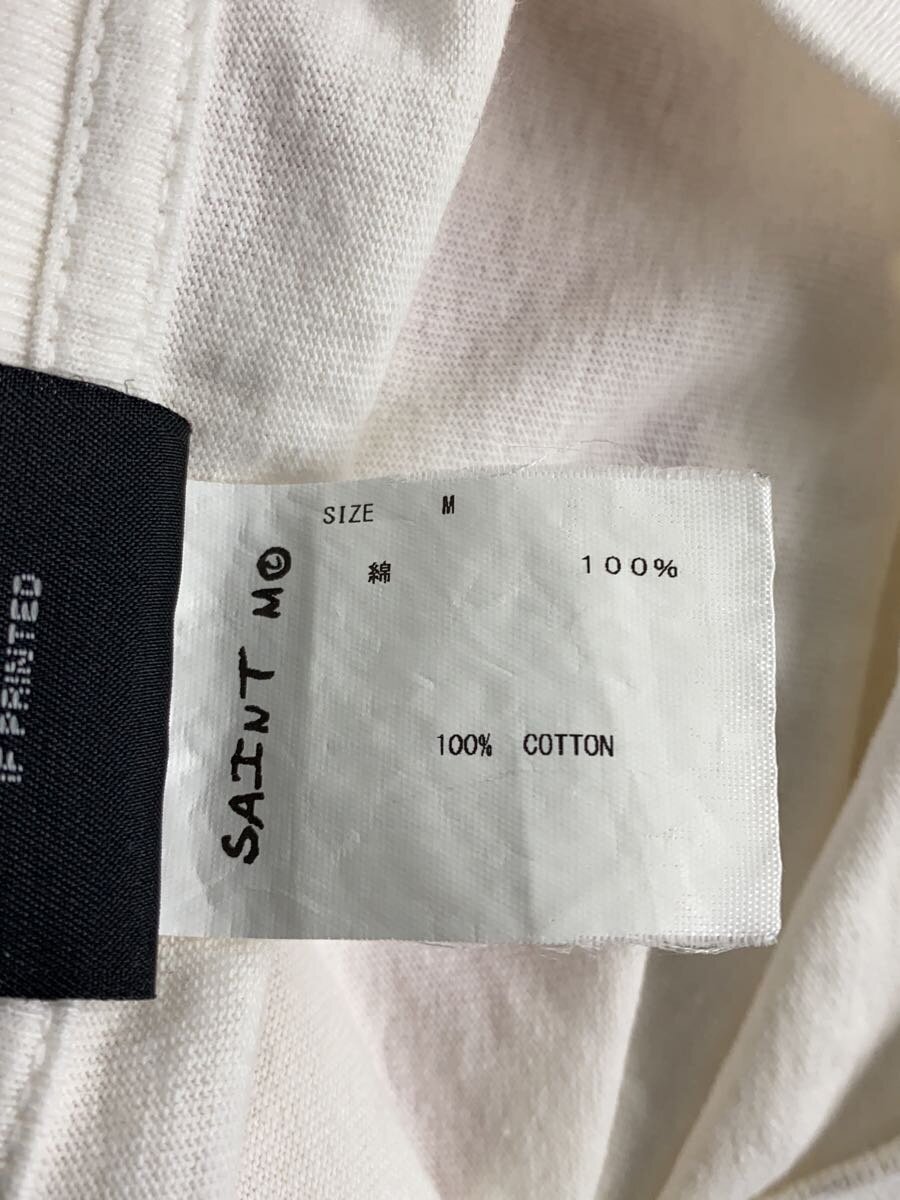 SIZE M
綿 100%
100% COTTON
SAINT M☺
IF PRINTED